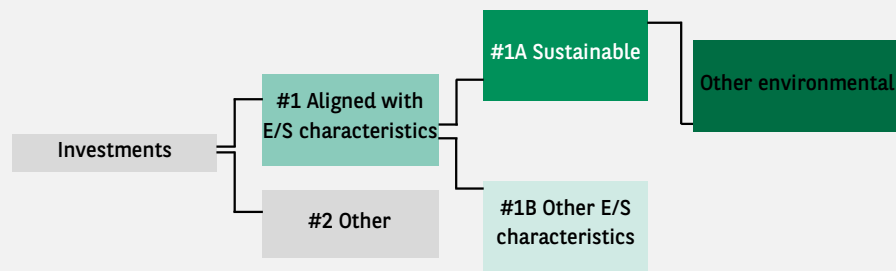 Investments
#1 Aligned with
E/S characteristics
#2 Other
#1A Sustainable
#1B Other E/S
characteristics
Other environmental